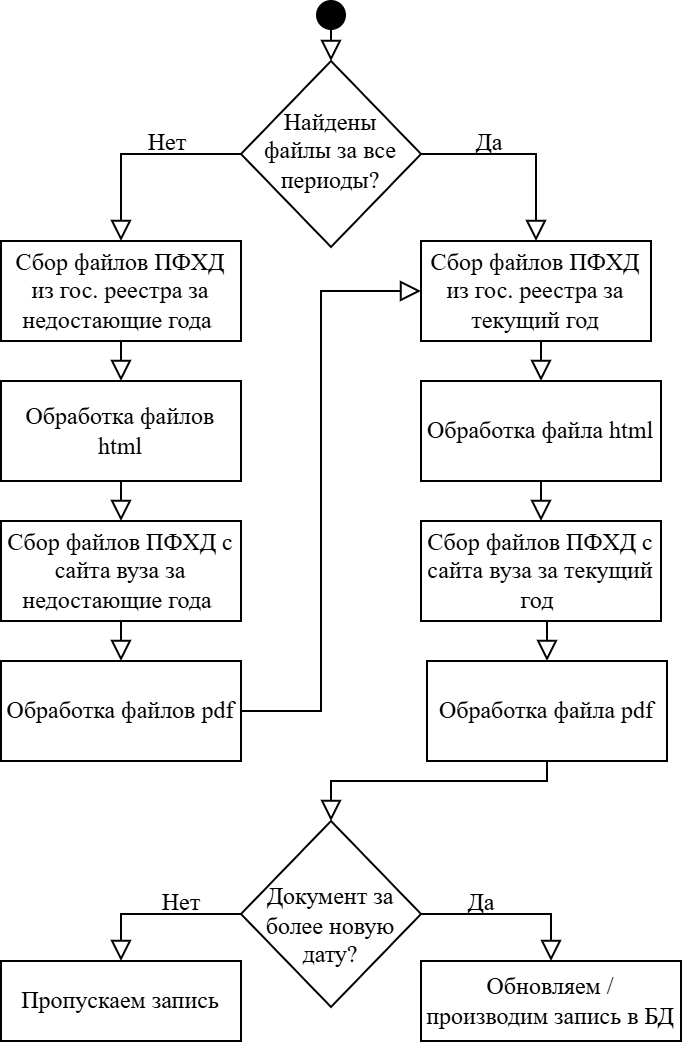 Найдены
файлы за все
периоды?
Нет
Да
Сбор файлов ПФХД
из гос. реестра за
недостающие года
Сбор файлов ПФХД
из гос. реестра за
текущий год
Обработка файлов
html
Обработка файла html
Сбор файлов ПФХД с
сайта вуза за
недостающие года
Сбор файлов ПФХД с
сайта вуза за текущий
год
Обработка файлов pdf
Обработка файла pdf
Документ за
более новую
дату?
Нет
Да
Пропускаем запись
Обновляем /
производим запись в БД